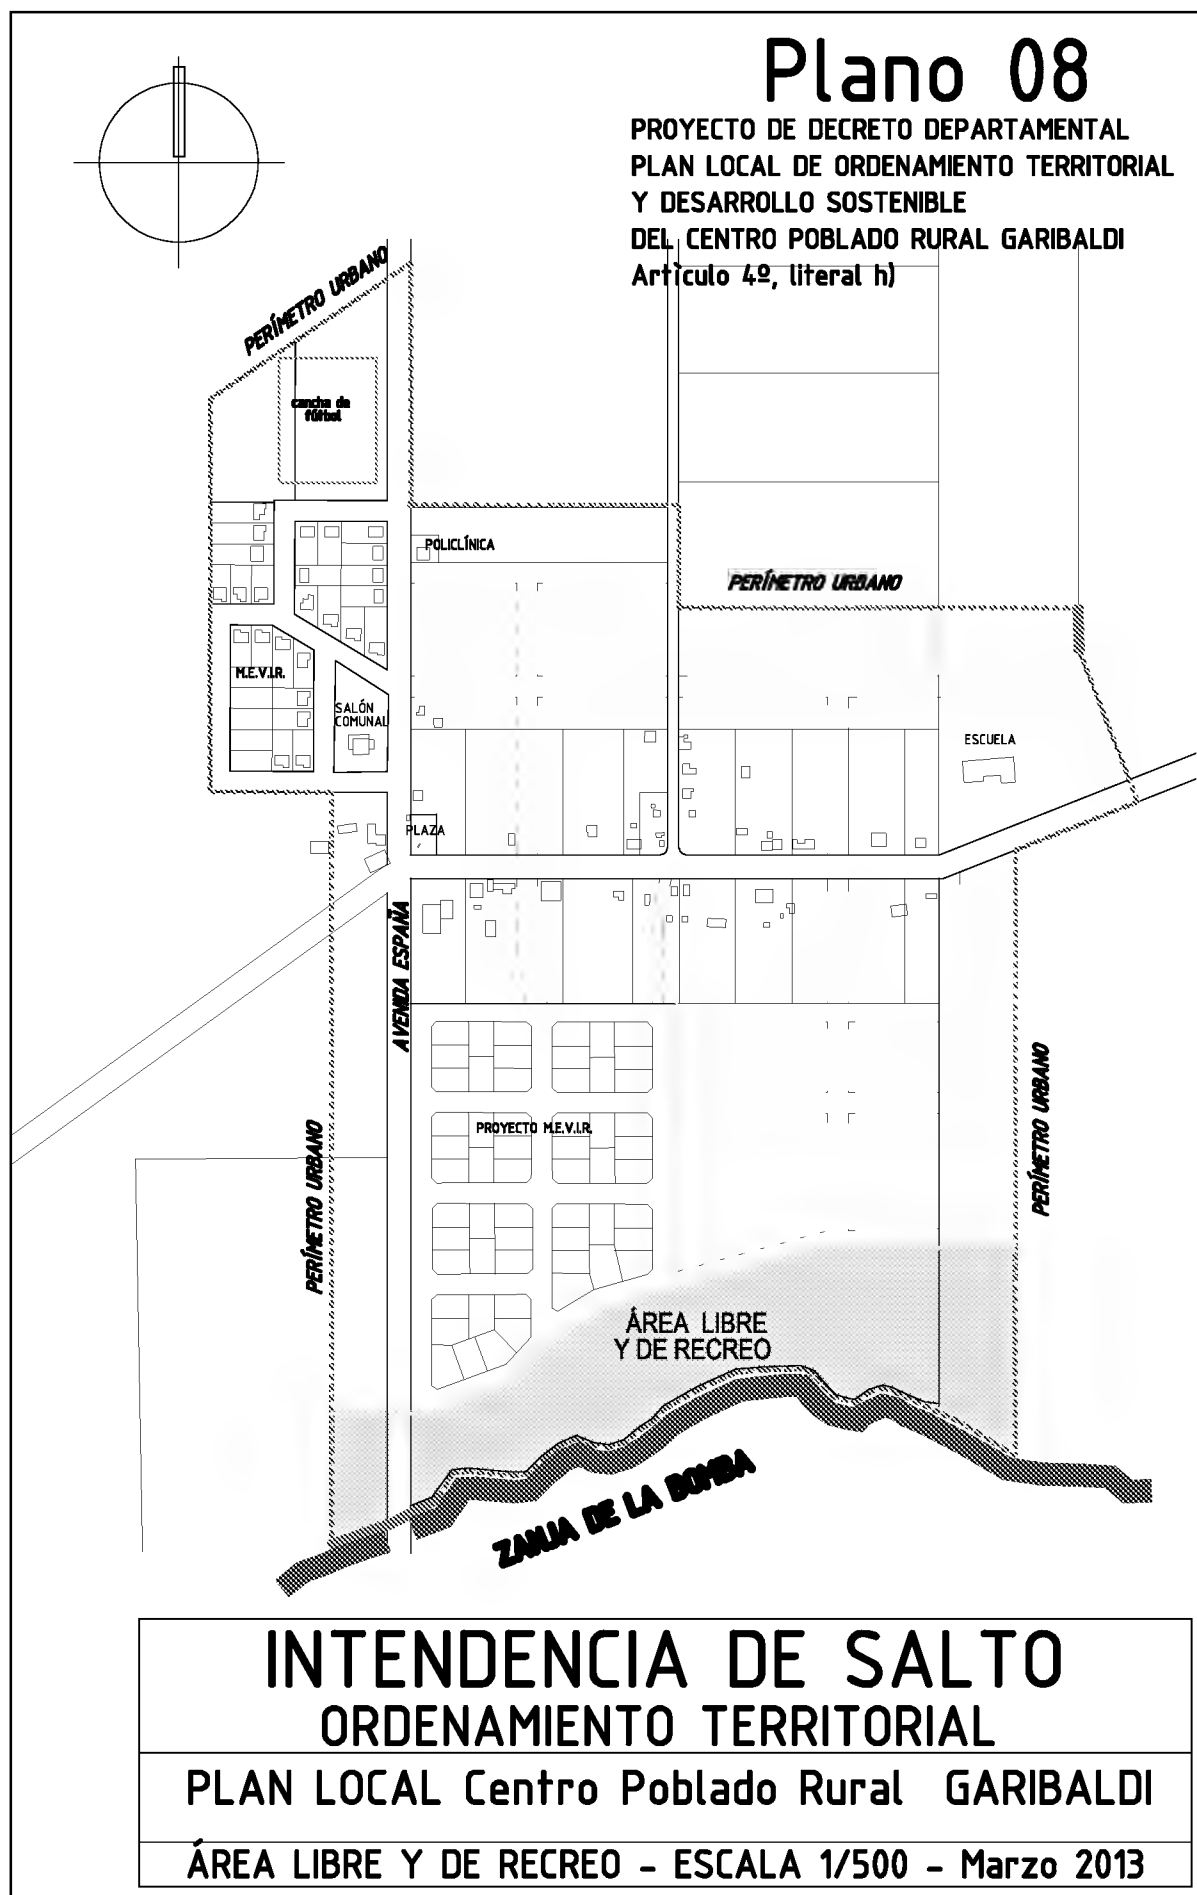 Plano 08
PROYECTO DE DECRETO DEPARTAMENTAL
PLAN LOCAL DE ORDENAMIENTO TERRITORIAL
Y DESARROLLO SOSTENIBLE
DEL CENTRO POBLADO RURAL GARIBALDI
Artìculo 4º, literal h)
PERÍMETRO URBANO
cancha de
fútbol
POLICLÍNICA
PERÍMETRO URBANO
M.E.V.I.R.
SALÓN
COMUNAL
ESCUELA
PLAZA
AVENIDA ESPAÑA
PERÍMETRO URBANO
PROYECTO M.E.V.I.R.
PERÍMETRO URBANO
ÁREA LIBRE
Y DE RECREO
ZANJA DE LA BOMBA
INTENDENCIA DE SALTO
ORDENAMIENTO TERRITORIAL
PLAN LOCAL Centro Poblado Rural GARIBALDI
ÁREA LIBRE Y DE RECREO - ESCALA 1/500 - Marzo 2013